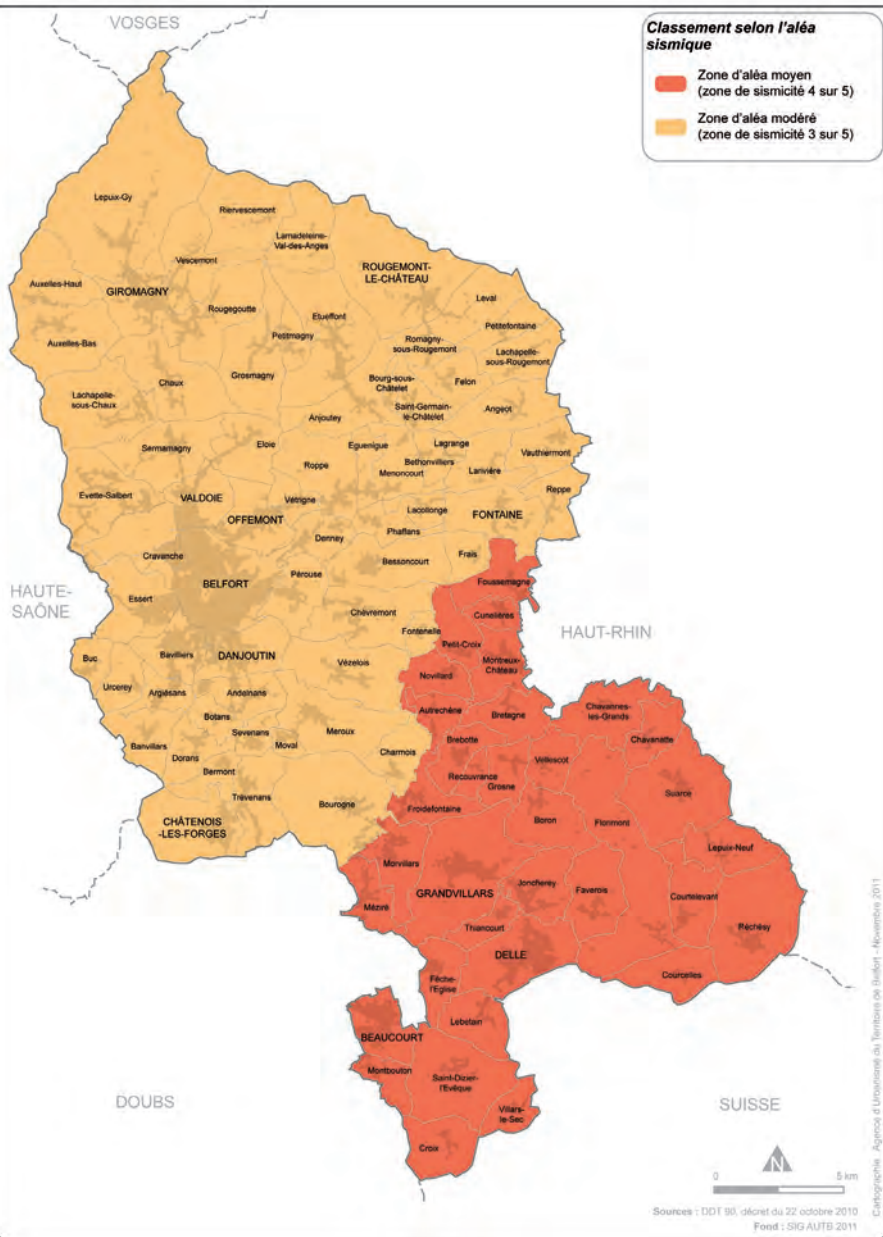 VOSGES
Classement selon l'aléa
sismique
Zone d'aléa moyen
(zone de sismicité 4 sur 5)
Zone d'aléa modéré
(zone de sismicité 3 sur 5)
Lepuix-Gy
Riervescemont
Lamadeleine-
Val-des-Anges
Vescemont
ROUGEMONT-
LE-CHÂTEAU
Auxelles-Haut
GIROMAGNY
Leval
Rougegoutte
Etueffont
Petitefontaine
Auxelles-Bas
Petitmagny
Romagny-
sous-Rougemont
Lachapelle-
sous-Rougemont
Chaux
Grosmagny
Bourg-sous-
Châtelet
Felon
Lachapelle-
sous-Chaux
Saint-Germain-
le-Châtelet
Angeot
Anjoutey
Sermamagny
Eloie
Eguenigue
Lagrange
Vauthiermont
Roppe
Bethonvilliers
Menoncourt
Larivière
Evette-Salbert
VALDOIE
Vétrigne
Reppe
OFFEMONT
Lacollonge
FONTAINE
Denney
Phaffans
Cravanche
Bessoncourt
Frais
Pérouse
BELFORT
Foussemagne
HAUTE-
SAÔNE
Essert
Chèvremont
Cunelières
Fontenelle
HAUT-RHIN
Petit-Croix
Buc
Bavilliers
DANJOUTIN
Vézelois
Montreux-
Château
Novillard
Urcerey
Argiésans
Andelnans
Autrechêne
Bretagne
Chavannes-
les-Grands
Botans
Sevenans
Meroux
Brebotte
Chavanatte
Banvillars
Moval
Charmois
Dorans
Vellescot
Bermont
Recouvrance
Grosne
Suarce
Trévenans
Bourogne
Froidefontaine
CHÂTENOIS
-LES-FORGES
Boron
Florimont
Lepuix-Neuf
Morvillars
Joncherey
GRANDVILLARS
Faverois
Courtelevant
Méziré
Réchésy
Thiancourt
DELLE
Courcelles
Fêche-
l'Eglise
Lebetain
BEAUCOURT
Montbouton
Saint-Dizier-
l'Evêque
DOUBS
SUISSE
Villars-
le-Sec
Croix
N
0 5 km
Sources : DDT 90, décret du 22 octobre 2010
Fond : SIG AUTB 2011
Cartographie : Agence d'Urbanisme du Territoire de Belfort - Novembre 2011